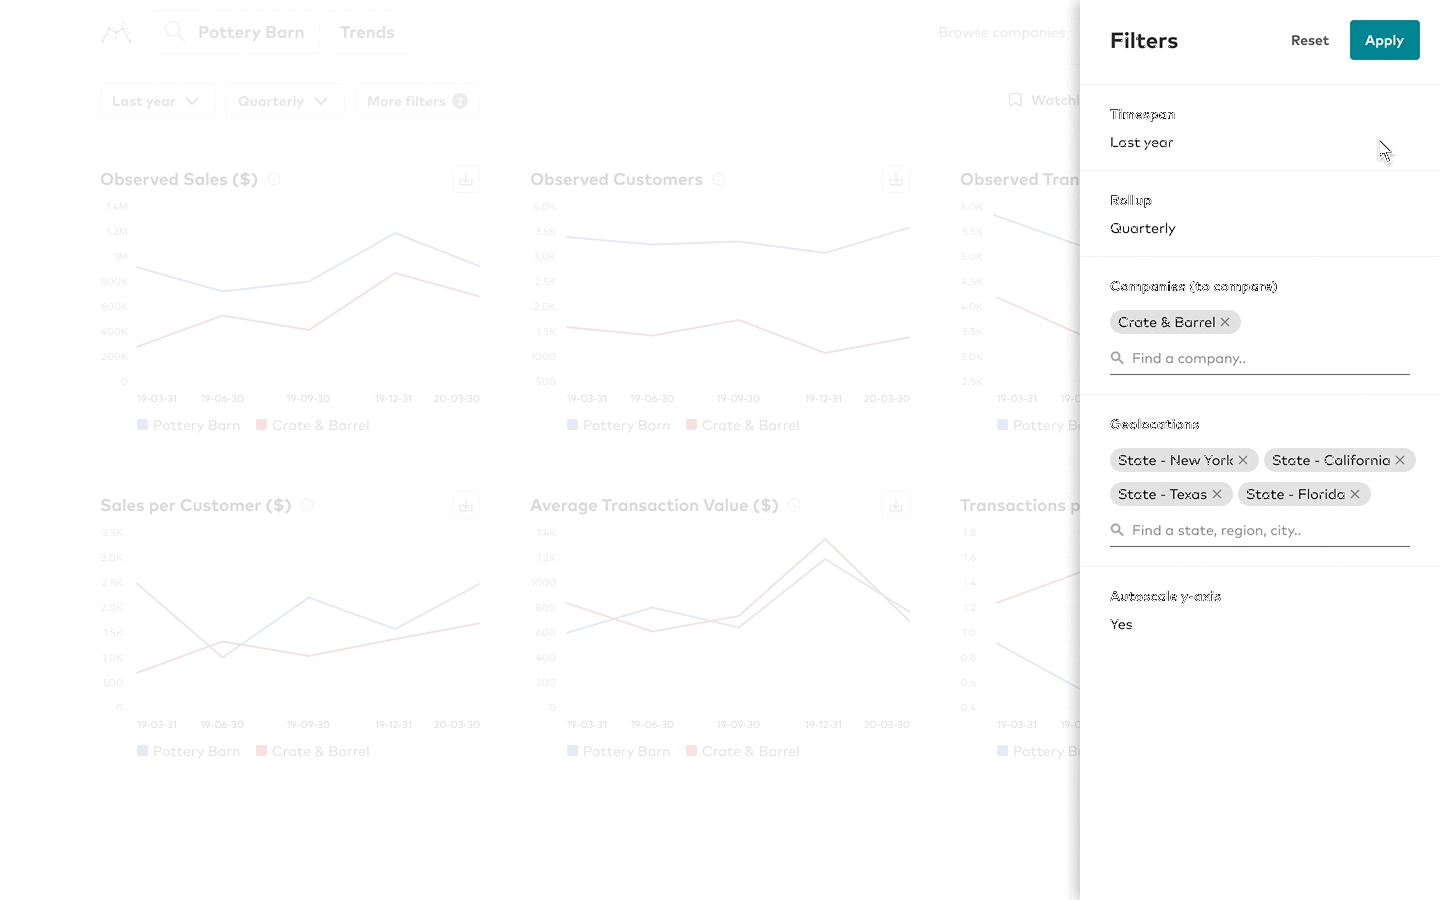 Pottery Barn Trends Browse companies
Last year Quarterly More filters 2 Watchl
Observed Sales ($)
1.4M
1.2M
1M
800K
600K
400K
200K
0
19-03-31 19-06-30 19-09-30 19-12-31 20-03-30
Pottery Barn Crate & Barrel
Observed Customers
4.0K
3.5K
3.0K
2.5K
2.0K
1.5K
1000
500
19-03-31 19-06-30 19-09-30 19-12-31 20-03-30
Pottery Barn Crate & Barrel
Observed Tran
6.0K
5.5K
5.0K
4.5K
4.0K
3.5K
3.0K
2.5K
19-03-31 19-0
Pottery B
Sales per Customer ($)
3.5K
3.0K
2.5K
2.0K
1.5K
1.0K
500
0
19-03-31 19-06-30 19-09-30 19-12-31 20-03-30
Pottery Barn Crate & Barrel
Average Transaction Value ($)
1.4K
1.2K
1000
800
600
400
200
0
19-03-31 19-06-30 19-09-30 19-12-31 20-03-30
Pottery Barn Crate & Barrel
Transactions p
1.8
1.6
1.4
1.2
1.0
0.8
0.6
0.4
19-03-31 19-0
Pottery B
Filters Reset Apply
Timespan
Last year
Rollup
Quarterly
Companies (to compare)
Crate & Barrel
Find a company..
Geolocations
State - New York State - California
State - Texas State - Florida
Find a state, region, city..
Autoscale y-axis
Yes